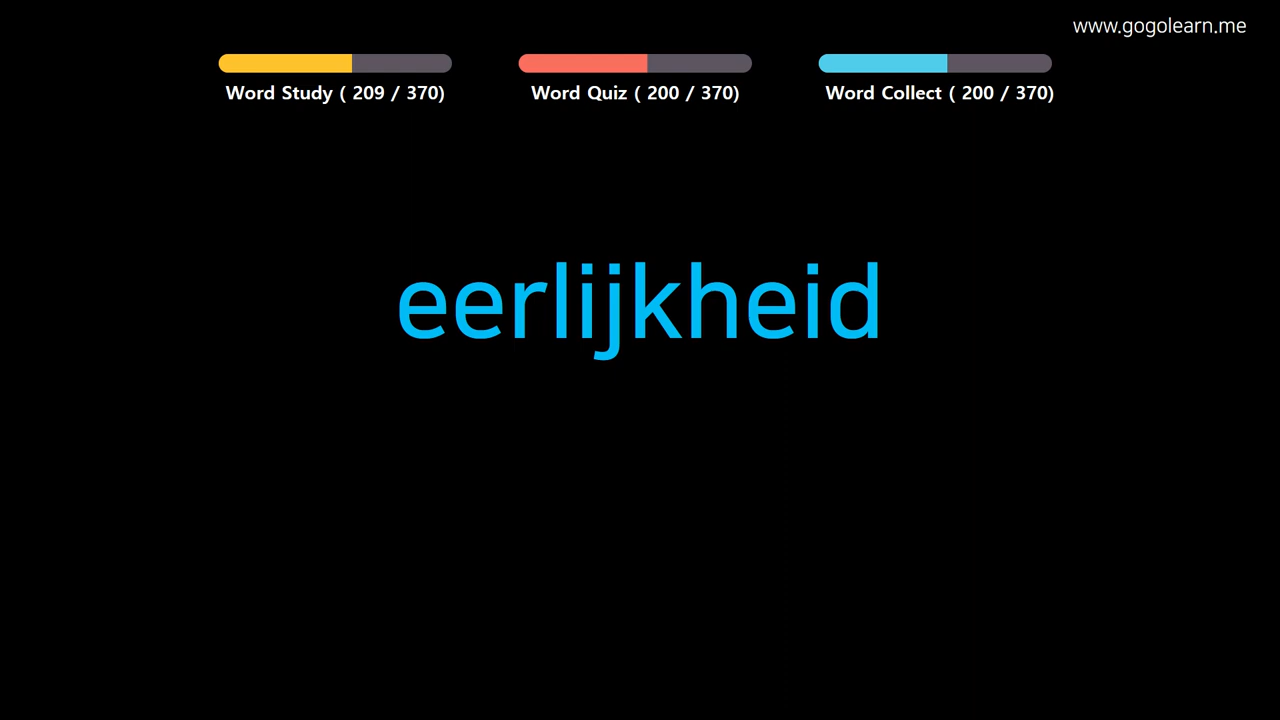 www.gogolearn.me
Word Study ( 209 / 370)
Word Quiz ( 200 / 370)
Word Collect ( 200 / 370)
eerlijkheid